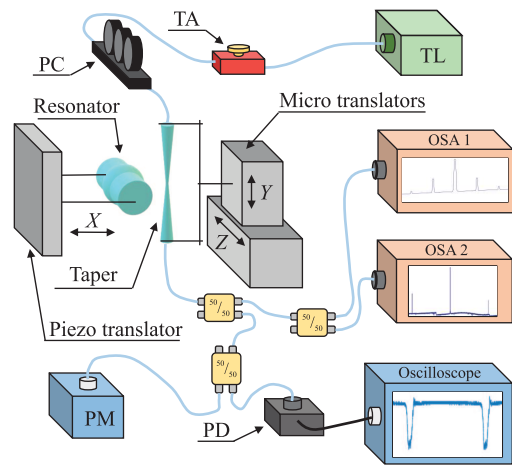 TA
PC
TL
Resonator
Micro translators
OSA 1
X
Y
Z
Taper
OSA 2
Piezo translator
50/50
50/50
50/50
Oscilloscope
PM
PD